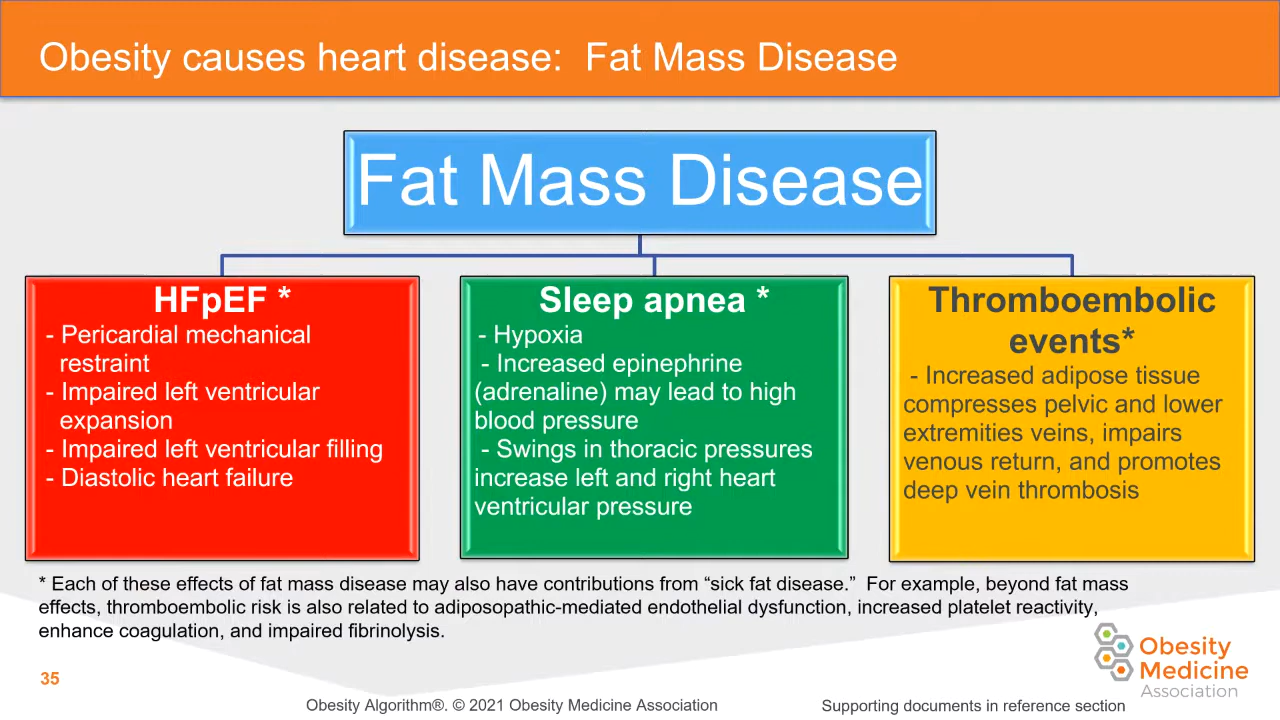 Obesity causes heart disease:  Fat Mass Disease
Fat Mass Disease
HFpEF *
- Pericardial mechanical
restraint
- Impaired left ventricular
expansion
- Impaired left ventricular filling
- Diastolic heart failure
Sleep apnea *
- Hypoxia
- Increased epinephrine
(adrenaline) may lead to high
blood pressure
- Swings in thoracic pressures
increase left and right heart
ventricular pressure
Thromboembolic
events*
- Increased adipose tissue
compresses pelvic and lower
extremities veins, impairs
venous return, and promotes
deep vein thrombosis
* Each of these effects of fat mass disease may also have contributions from “sick fat disease.”  For example, beyond fat mass
effects, thromboembolic risk is also related to adiposopathic-mediated endothelial dysfunction, increased platelet reactivity,
enhance coagulation, and impaired fibrinolysis.
Obesity
Medicine
Association
35
Obesity Algorithm®. © 2021 Obesity Medicine Association
Supporting documents in reference section